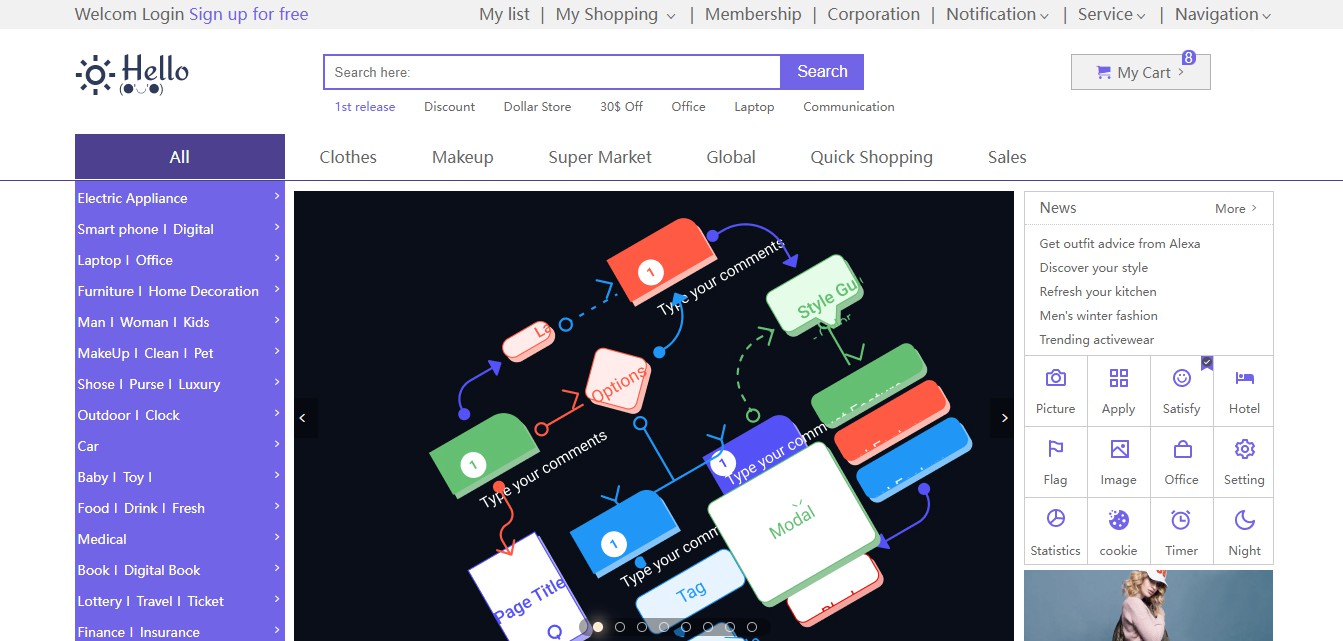 Welcom Login Sign up for free
My list | My Shopping | Membership | Corporation | Notification | Service | Navigation
Hello
Search here:
Search
8
My Cart >
1st release Discount Dollar Store 30$ Off Office Laptop Communication
All
Clothes Makeup Super Market Global Quick Shopping Sales
Electric Appliance >
Smart phone l Digital >
Laptop l Office >
Furniture l Home Decoration >
Man l Woman l Kids >
MakeUp l Clean l Pet >
Shose l Purse l Luxury >
Outdoor l Clock >
Car >
Baby l Toy l >
Food l Drink l Fresh >
Medical >
Book l Digital Book >
Lottery l Travel l Ticket >
Finance l Insurance >
1
Type your comments
Style Gu
Options
1
Type your comments
1
Type your comm
1
Type your comm
Modal
Tag
Page Title
News
More >
Get outfit advice from Alexa
Discover your style
Refresh your kitchen
Men's winter fashion
Trending activewear
Picture Apply Satisfy Hotel
Flag Image Office Setting
Statistics cookie Timer Night